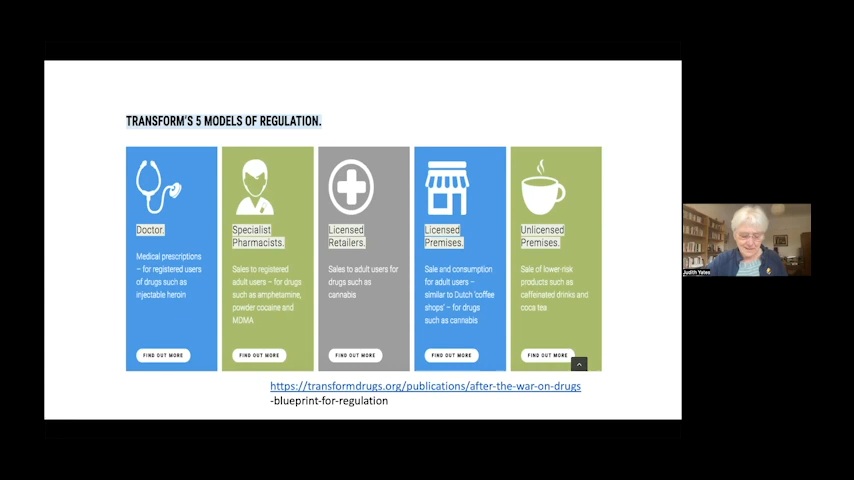 TRANSFORM'S 5 MODELS OF REGULATION.
Doctor.
Medical prescriptions
– for registered users
of drugs such as
injectable heroin
FIND OUT MORE
Specialist
Pharmacists.
Sales to registered
adult users – for drugs
such as amphetamine,
powder cocaine and
MDMA
FIND OUT MORE
Licensed
Retailers.
Sales to adult users for
drugs such as
cannabis
FIND OUT MORE
Licensed
Premises.
Sale and consumption
for adult users –
similar to Dutch 'coffee
shops' – for drugs
such as cannabis
FIND OUT MORE
Unlicensed
Premises.
Sale of lower-risk
products such as
caffeinated drinks and
coca tea
FIND OUT MORE
https://transformdrugs.org/publications/after-the-war-on-drugs
-blueprint-for-regulation
Judith Yates